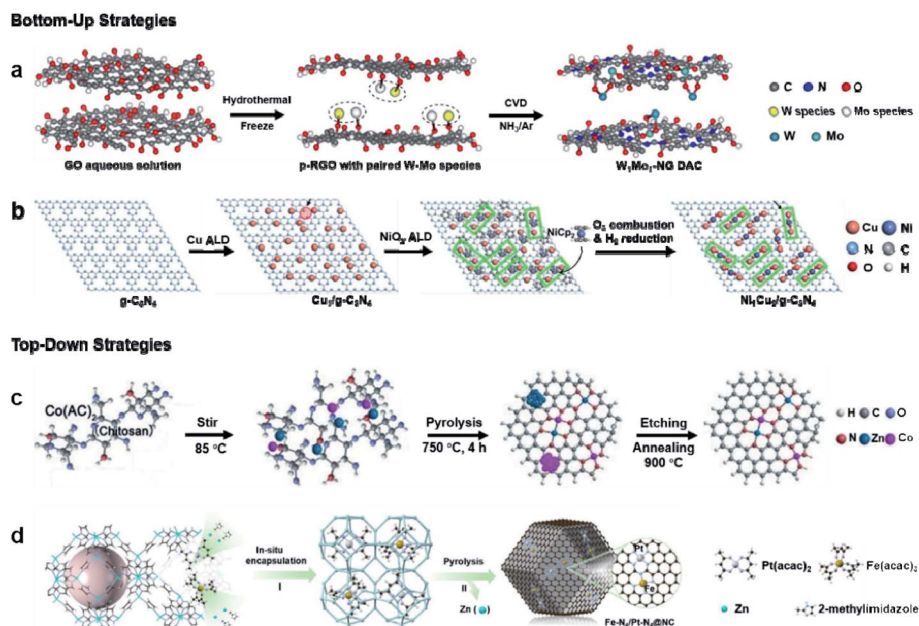 Bottom-Up Strategies
a
Hydrothermal
Freeze
CVD
NH3/Ar
C N O
W species Mo species
W Mo
GO aqueous solution
p-RGO with paired W-Mo species
W1Mo1-NG DAC
b
Cu ALD
NiOx ALD
NiCp2
O3 combustion
& H2 reduction
Cu Ni
N C
O H
g-C3N4
Cu1/g-C3N4
Ni1Cu2/g-C3N4
Top-Down Strategies
c
Co(AC)2
(Chitosan)
Stir
85 °C
Pyrolysis
750 °C, 4 h
Etching
Annealing
900 °C
H C O
N Zn Co
d
In-situ
encapsulation
I
Pyrolysis
II
Zn ( )
Pt
Fe
Fe-N4/Pt-N4@NC
Pt(acac)2
Fe(acac)3
Zn
2-methylimidazole